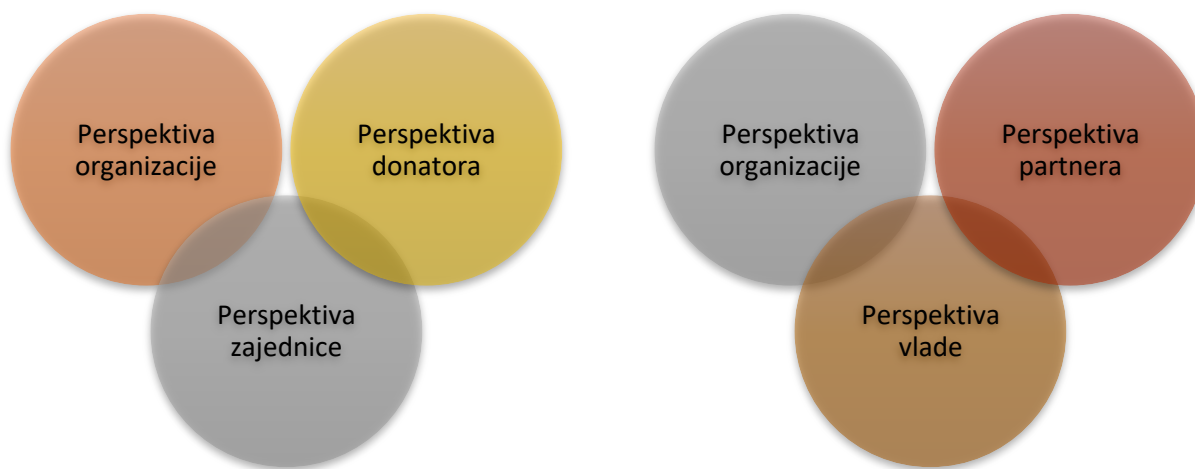 Perspektiva
organizacije
Perspektiva
donatora
Perspektiva
zajednice
Perspektiva
organizacije
Perspektiva
partnera
Perspektiva
vlade